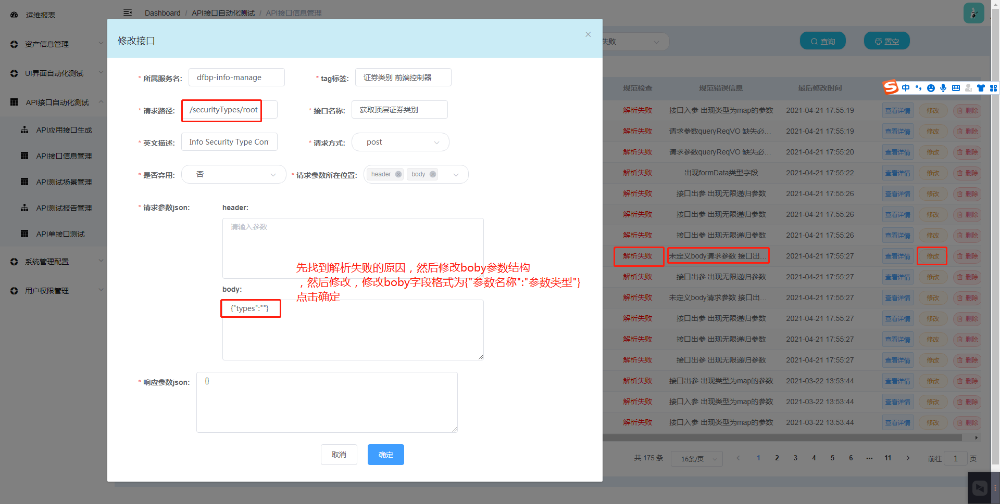 运维报表
资产信息管理
UI界面自动化测试
API接口自动化测试
API应用接口生成
API接口信息管理
API测试场景管理
API测试报告管理
API单接口测试
系统管理配置
用户权限管理
Dashboard / API接口自动化测试 / API接口信息管理
修改接口
* 所属服务名: dfbp-info-manage * tag标签: 证券类别 前端控制器
* 请求路径: /securityTypes/root * 接口名称: 获取顶层证券类别
* 英文描述: Info Security Type Con * 请求方式: post
* 是否弃用: 否 * 请求参数所在位置: header body
* 请求参数json: header:
请输入参数
先找到解析失败的原因，然后修改boby参数结构
，然后修改，修改boby字段格式为{"参数名称":"参数类型"}
点击确定
body:
{"types":""}
* 响应参数json: {}
取消 确定
失败 查询 置空
规范检查 规范错误信息 最后修改时间 中
解析失败 接口入参 出现类型为map的参数 2021-04-21 17:55:19 查看详情 修改 删除
解析失败 请求参数queryReqVO 缺失必... 2021-04-21 17:55:19 查看详情 修改 删除
解析失败 请求参数queryReqVO 缺失必... 2021-04-21 17:55:20 查看详情 修改 删除
解析失败 出现formData类型字段 2021-04-21 17:55:22 查看详情 修改 删除
解析失败 接口出参 出现无限递归参数 2021-04-21 17:55:26 查看详情 修改 删除
解析失败 接口出参 出现无限递归参数 2021-04-21 17:55:26 查看详情 修改 删除
解析失败 接口出参 出现无限递归参数 2021-04-21 17:55:26 查看详情 修改 删除
解析失败 未定义body请求参数 接口出... 2021-04-21 17:55:27 查看详情 修改 删除
解析失败 接口出参 出现无限递归参数 2021-04-21 17:55:27 查看详情 修改 删除
解析失败 未定义body请求参数 接口出... 2021-04-21 17:55:27 查看详情 修改 删除
解析失败 接口出参 出现无限递归参数 2021-04-21 17:55:27 查看详情 修改 删除
解析失败 接口出参 出现无限递归参数 2021-04-21 17:55:27 查看详情 修改 删除
解析失败 接口出参 出现无限递归参数 2021-04-21 17:55:27 查看详情 修改 删除
解析失败 接口出参 出现类型为map的参数 2021-03-22 13:53:44 查看详情 修改 删除
解析失败 接口入参 出现类型为map的参数 2021-03-22 13:53:44 查看详情 修改 删除
解析失败 接口入参 出现类型为map的参数 2021-03-22 13:53:44 查看详情 修改 删除
共 175 条 16条/页 1 2 3 4 5 6 ... 11 前往 1 页